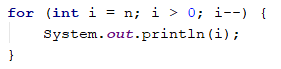 for (int i = n; i > 0; i--) {
    System.out.println(i);
}